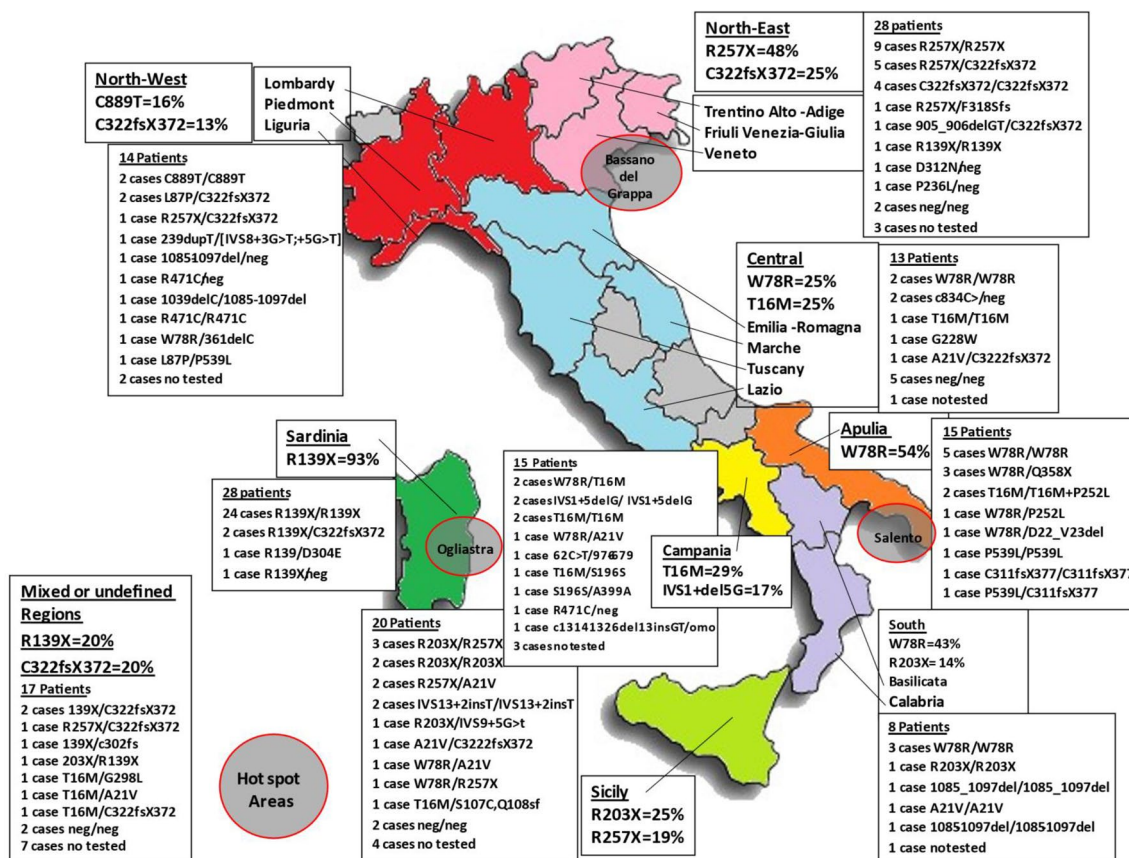 North-West
C889T=16%
C322fsX372=13%
Lombardy
Piedmont
Liguria
14 Patients
2 cases C889T/C889T
2 cases L87P/C322fsX372
1 case R257X/C322fsX372
1 case 239dupT/[IVS8+3G>T;+5G>T]
1 case 10851097del/neg
1 case R471C/neg
1 case 1039delC/1085-1097del
1 case R471C/R471C
1 case W78R/361delC
1 case L87P/P539L
2 cases no tested
North-East
R257X=48%
C322fsX372=25%
Trentino Alto-Adige
Friuli Venezia-Giulia
Veneto
Bassano
del
Grappa
28 patients
9 cases R257X/R257X
5 cases R257X/C322fsX372
4 cases C322fsX372/C322fsX372
1 case R257X/F318Sfs
1 case 905_906delGT/C322fsX372
1 case R139X/R139X
1 case D312N/neg
1 case P236L/neg
2 cases neg/neg
3 cases no tested
Central
W78R=25%
T16M=25%
Emilia -Romagna
Marche
Tuscany
Lazio
13 Patients
2 cases W78R/W78R
2 cases c834C>/neg
1 case T16M/T16M
1 case G228W
1 case A21V/C3222fsX372
5 cases neg/neg
1 case notested
Sardinia
R139X=93%
28 patients
24 cases R139X/R139X
2 cases R139X/C322fsX372
1 case R139/D304E
1 case R139X/neg
Ogliastra
15 Patients
2 cases W78R/T16M
2 cases IVS1+5delG/ IVS1+5delG
2 cases T16M/T16M
1 case W78R/A21V
1 case 62C>T/976679
1 case T16M/S196S
1 case S196S/A399A
1 case R471C/neg
1 case c13141326del13insGT/omo
3 cases no tested
Campania
T16M=29%
IVS1+del5G=17%
Apulia
W78R=54%
Salento
15 Patients
5 cases W78R/W78R
3 cases W78R/Q358X
2 cases T16M/T16M+P252L
1 case W78R/P252L
1 case W78R/D22_V23del
1 case P539L/P539L
1 case C311fsX377/C311fsX377
1 case P539L/C311fsX377
Mixed or undefined
Regions
R139X=20%
C322fsX372=20%
17 Patients
2 cases 139X/C322fsX372
1 case R257X/C322fsX372
1 case 139X/c302fs
1 case 203X/R139X
1 case T16M/G298L
1 case T16M/A21V
1 case T16M/C322fsX372
2 cases neg/neg
7 cases no tested
Hot spot
Areas
20 Patients
3 cases R203X/R257X
2 cases R203X/R203X
2 cases R257X/A21V
2 cases IVS13+2insT/IVS13+2insT
1 case R203X/IVS9+5G>t
1 case A21V/C3222fsX372
1 case W78R/A21V
1 case W78R/R257X
1 case T16M/S107C,Q108sf
2 cases neg/neg
4 cases no tested
Sicily
R203X=25%
R257X=19%
South
W78R=43%
R203X= 14%
Basilicata
Calabria
8 Patients
3 cases W78R/W78R
1 case R203X/R203X
1 case 1085_1097del/1085_1097del
1 case A21V/A21V
1 case 10851097del/10851097del
1 case notested